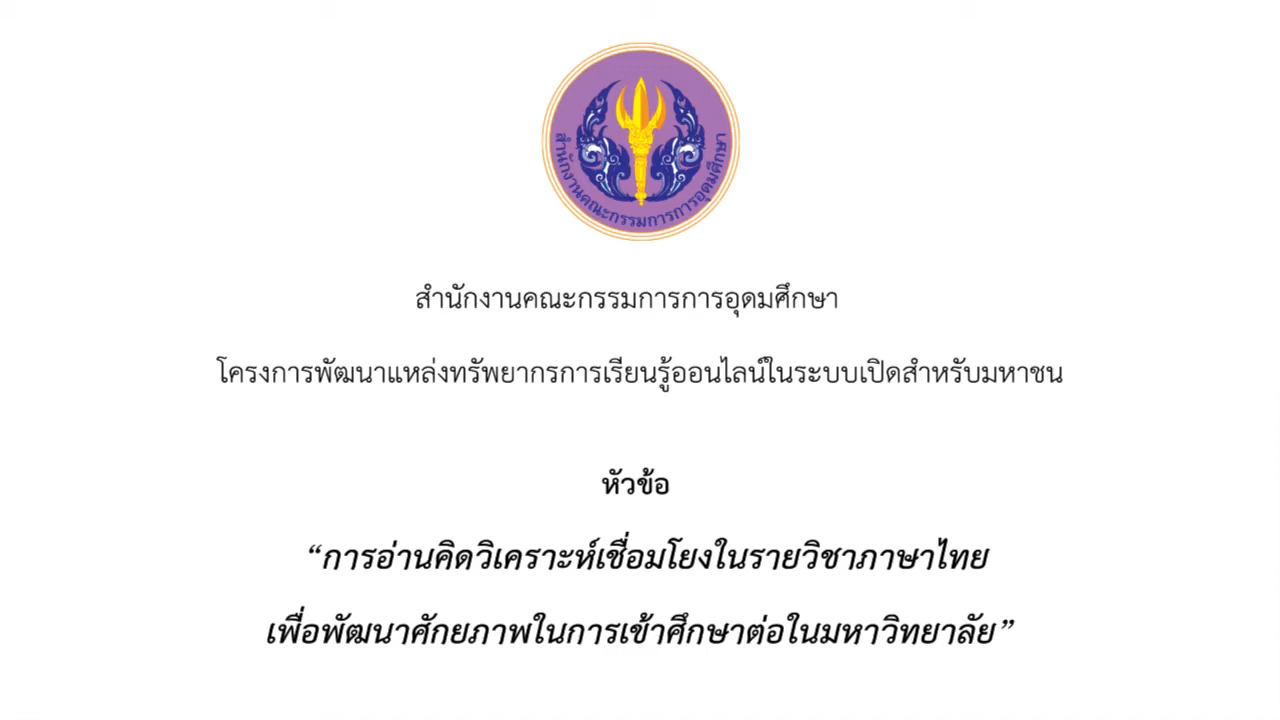 สำนักงานคณะกรรมการการอุดมศึกษา
สำนักงานคณะกรรมการการอุดมศึกษา
โครงการพัฒนาแหล่งทรัพยากรการเรียนรู้ออนไลน์ในระบบเปิดสำหรับมหาชน
หัวข้อ
“การอ่านคิดวิเคราะห์เชื่อมโยงในรายวิชาภาษาไทย
เพื่อพัฒนาศักยภาพในการเข้าศึกษาต่อในมหาวิทยาลัย”